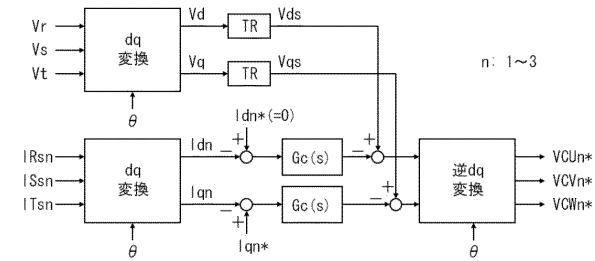 Vr
Vs
Vt
dq
変換
θ
Vd
Vq
TR
TR
Vds
Vqs
n: 1～3
IRsn
ISsn
ITsn
dq
変換
θ
Idn
Iqn
Idn*(=0)
+
−
−
+
Iqn*
Gc(s)
Gc(s)
+
−
+
−
逆dq
変換
θ
VCUn*
VCVn*
VCWn*